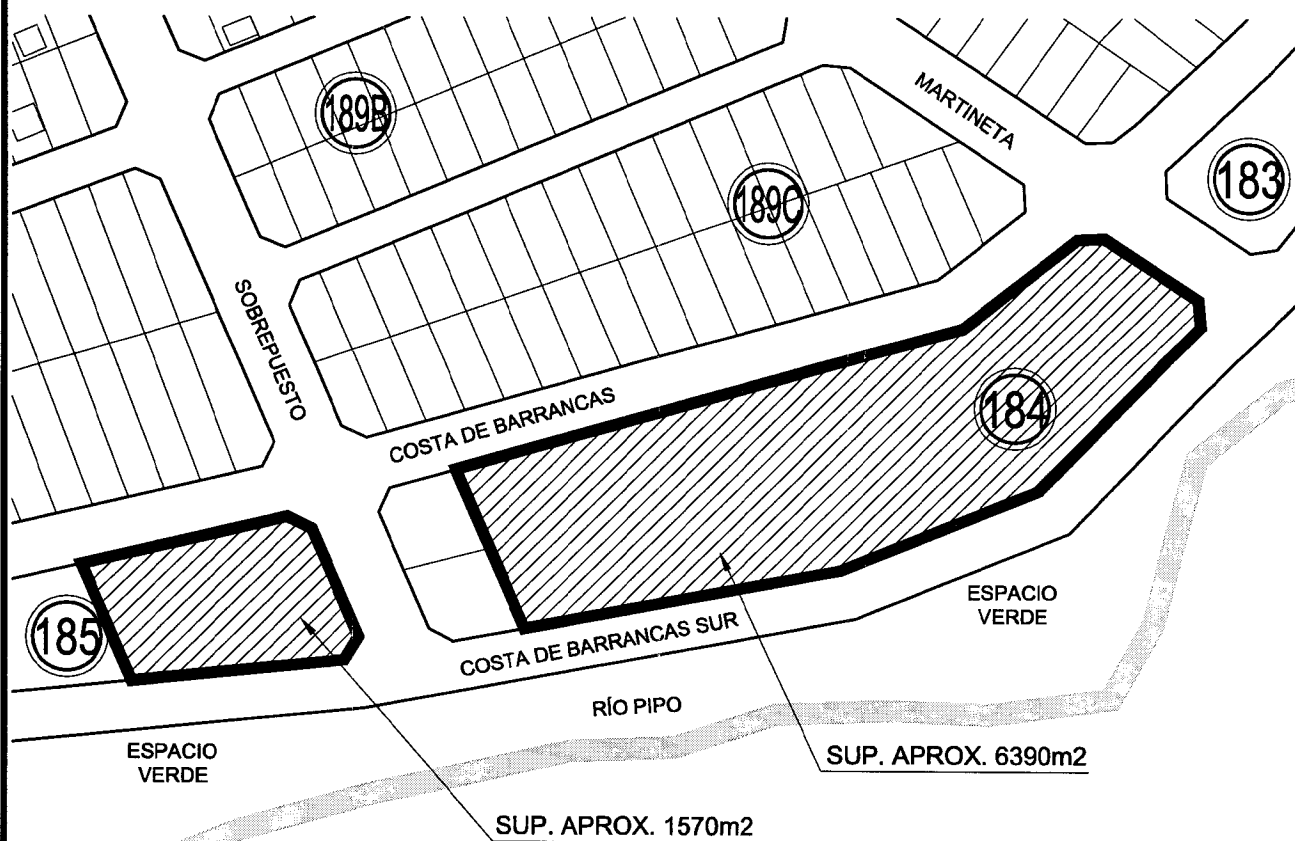 189B
MARTINETA
183
189C
SOBREPUESTO
COSTA DE BARRANCAS
184
185
ESPACIO
VERDE
COSTA DE BARRANCAS SUR
RÍO PIPO
ESPACIO
VERDE
SUP. APROX. 6390m2
SUP. APROX. 1570m2